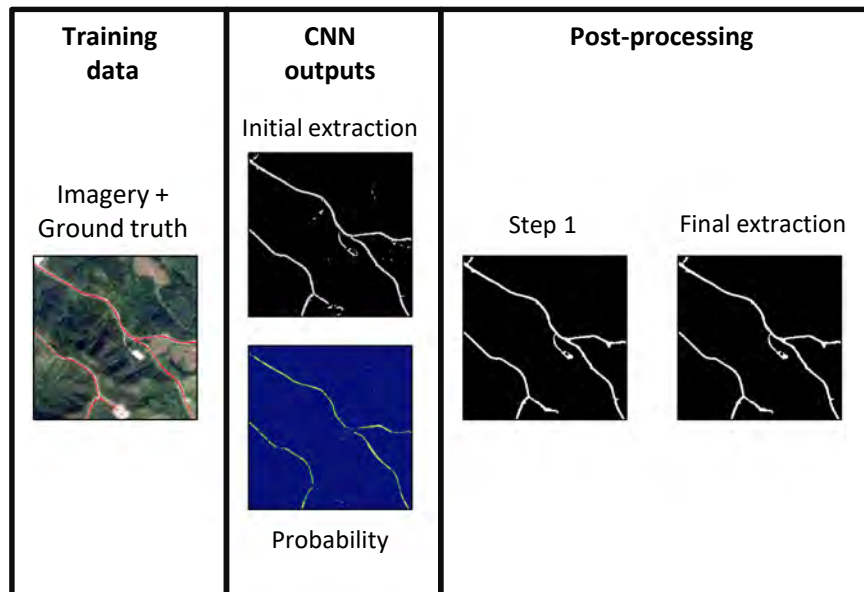 Training
data
Imagery +
Ground truth
CNN
outputs
Initial extraction
Probability
Post-processing
Step 1
Final extraction